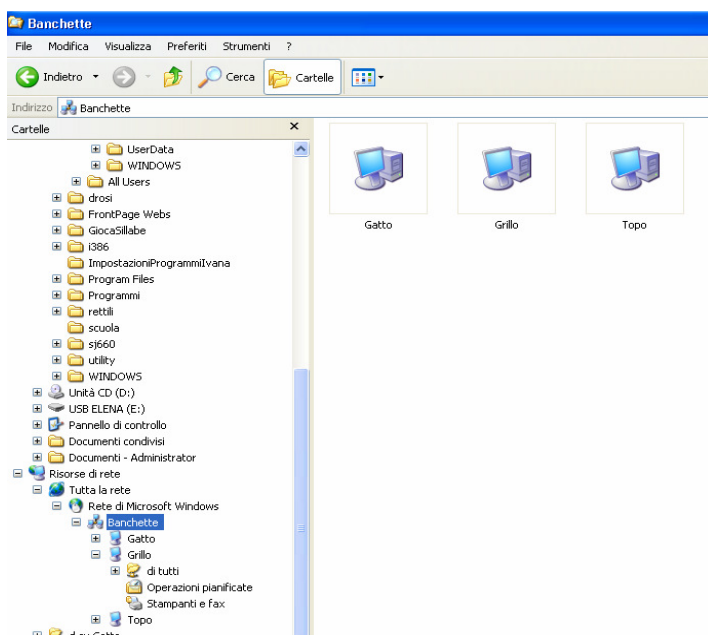 Banchette
File Modifica Visualizza Preferiti Strumenti ?
Indietro Cerca Cartelle
Indirizzo Banchette
Cartelle
UserData
WINDOWS
All Users
drosi
FrontPage Webs
GiocaSillabe
i386
ImpostazioniProgrammiIvana
Program Files
Programmi
rettili
scuola
sj660
utility
WINDOWS
Unità CD (D:)
USB ELENA (E:)
Pannello di controllo
Documenti condivisi
Documenti - Administrator
Risorse di rete
Tutta la rete
Rete di Microsoft Windows
Banchette
Gatto
Grillo
di tutti
Operazioni pianificate
Stampanti e fax
Topo
d su Gatto
Gatto Grillo Topo